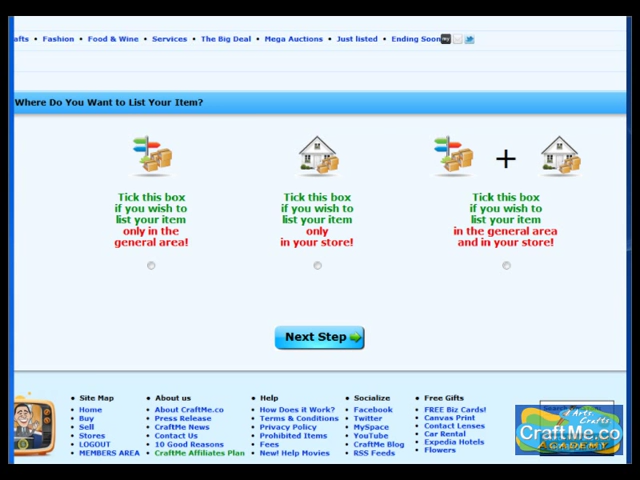 afts • Fashion • Food & Wine • Services • The Big Deal • Mega Auctions • Just listed • Ending Soon
Where Do You Want to List Your Item?
Tick this box
if you wish to
list your item
only in the
general area!
Tick this box
if you wish to
list your item
only
in your store!
+
Tick this box
if you wish to
list your item
in the general area
and in your store!
Next Step
• Site Map
• Home
• Buy
• Sell
• Stores
• LOGOUT
• MEMBERS AREA
• About us
• About CraftMe.co
• Press Release
• CraftMe News
• Contact Us
• 10 Good Reasons
• CraftMe Affiliates Plan
• Help
• How Does it Work?
• Terms & Conditions
• Privacy Policy
• Prohibited Items
• Fees
• New! Help Movies
• Socialize
• Facebook
• Twitter
• MySpace
• YouTube
• CraftMe Blog
• RSS Feeds
• Free Gifts
• FREE Biz Cards!
• Canvas Print
• Contact Lenses
• Car Rental
• Expedia Hotels
• Flowers
Arts,
Crafts
CraftMe.co
ACADEMY